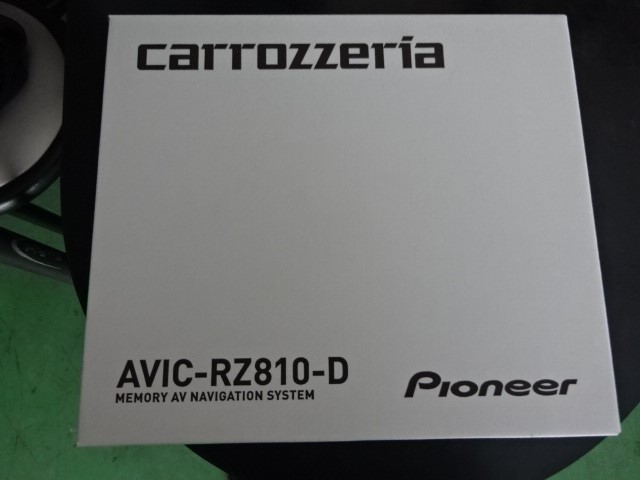 carrozzeria
AVIC-RZ810-D
MEMORY AV NAVIGATION SYSTEM
Pioneer